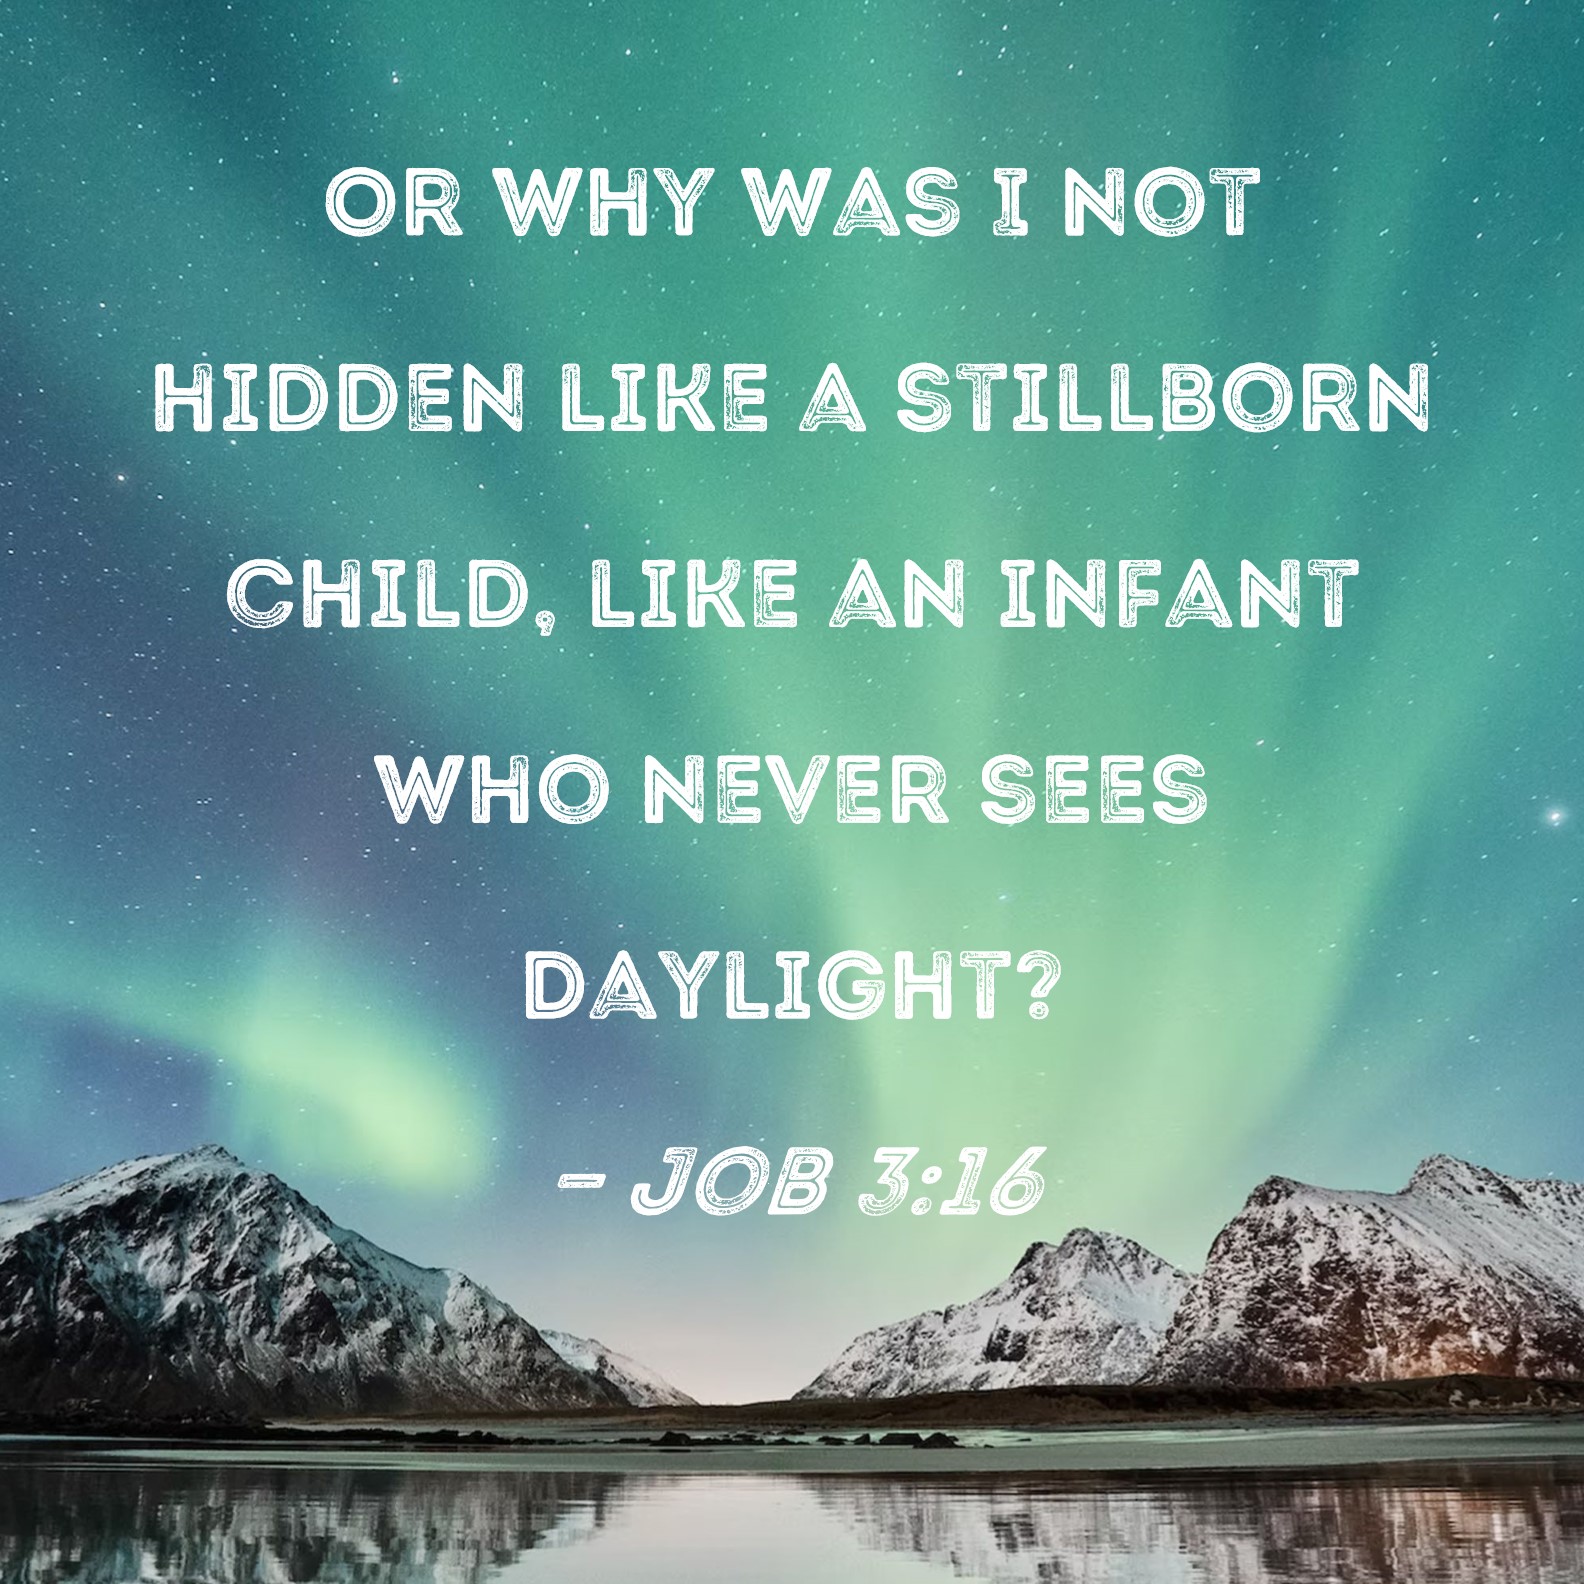 OR WHY WAS I NOT
HIDDEN LIKE A STILLBORN
CHILD, LIKE AN INFANT
WHO NEVER SEES
DAYLIGHT?
- JOB 3:16